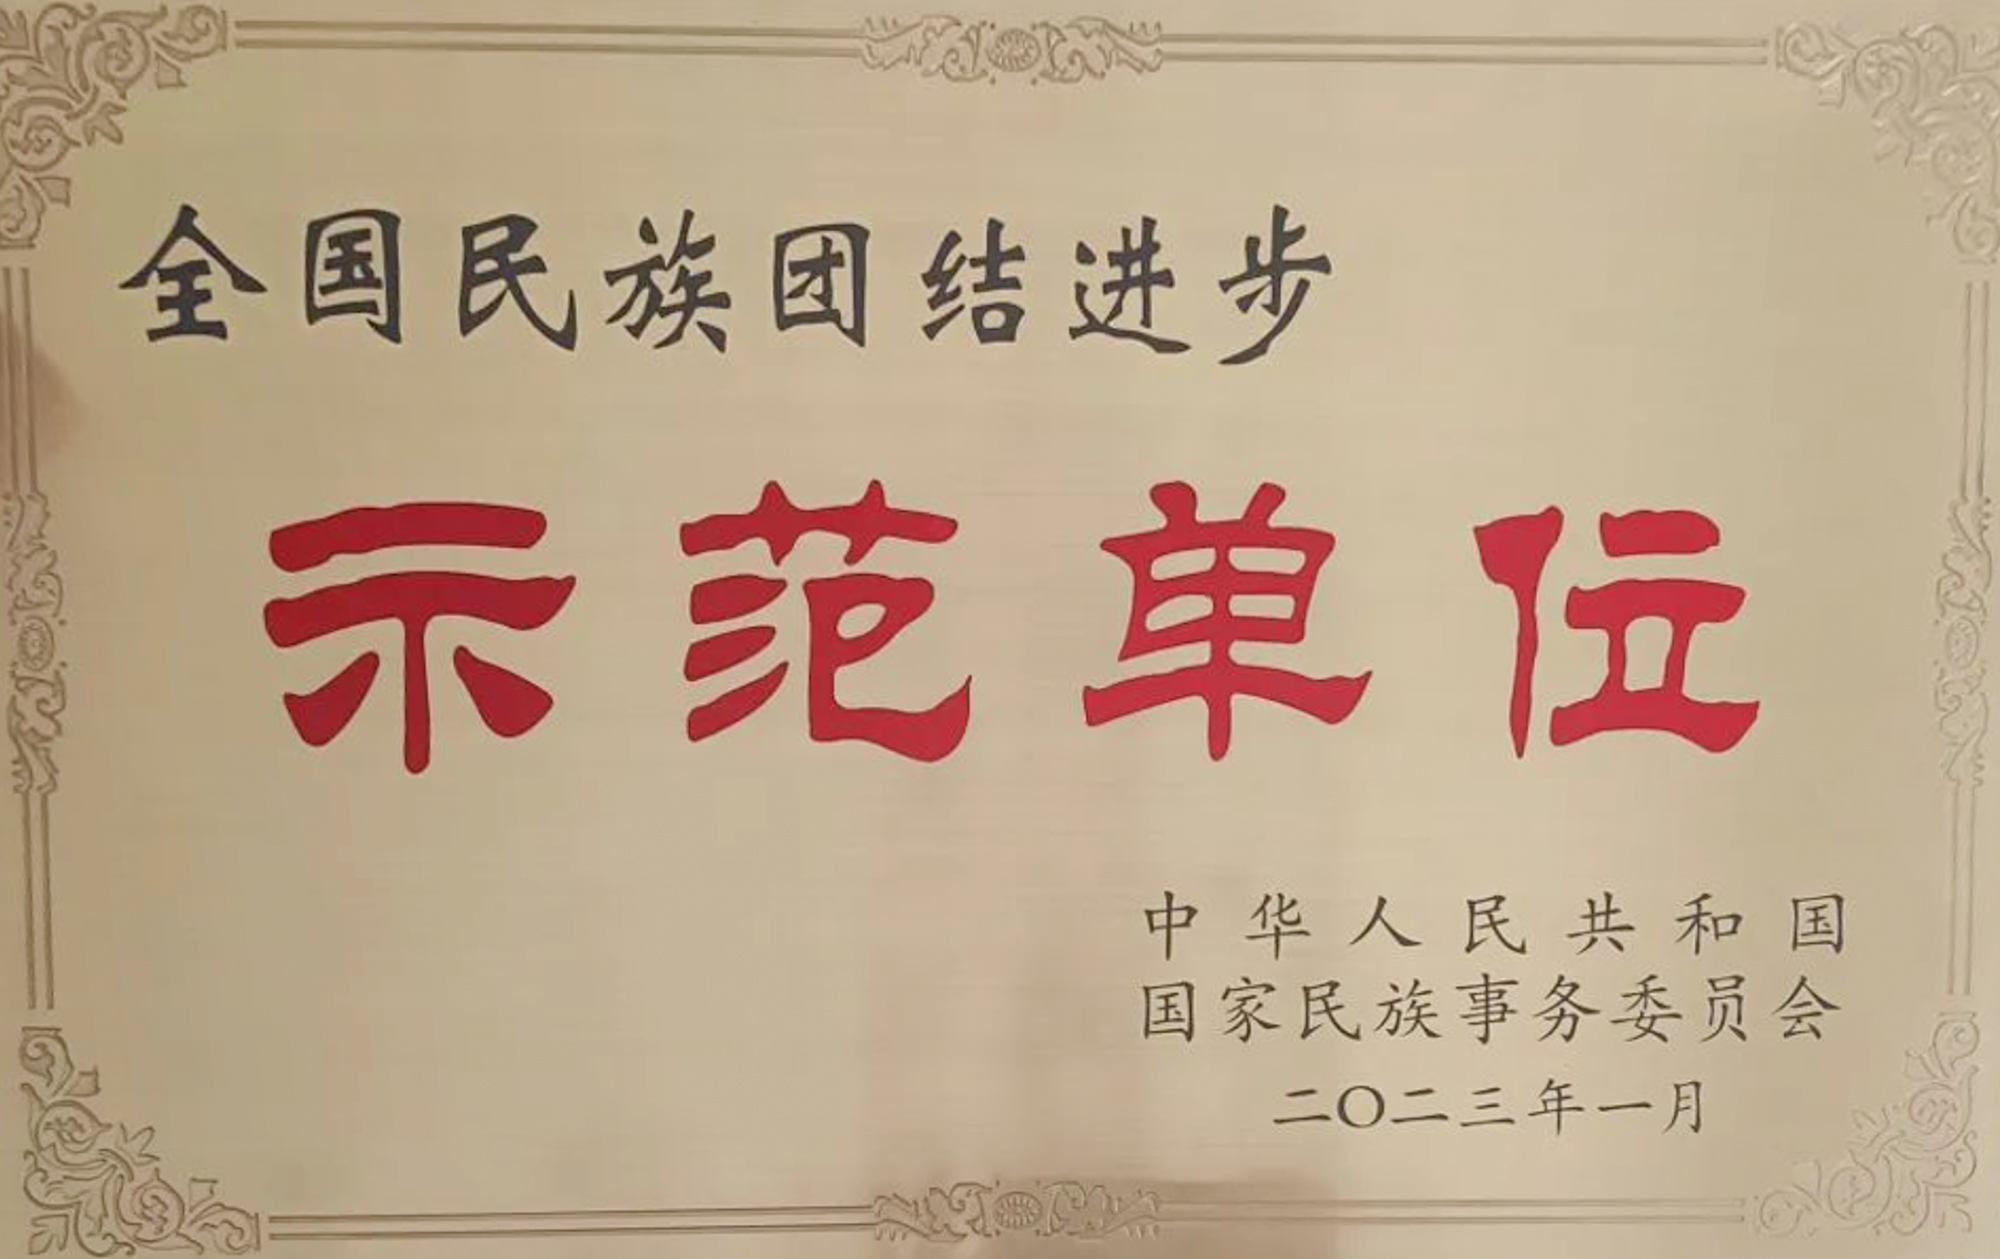 全国民族团结进步
示范单位
中华人民共和国
国家民族事务委员会
二〇二三年一月